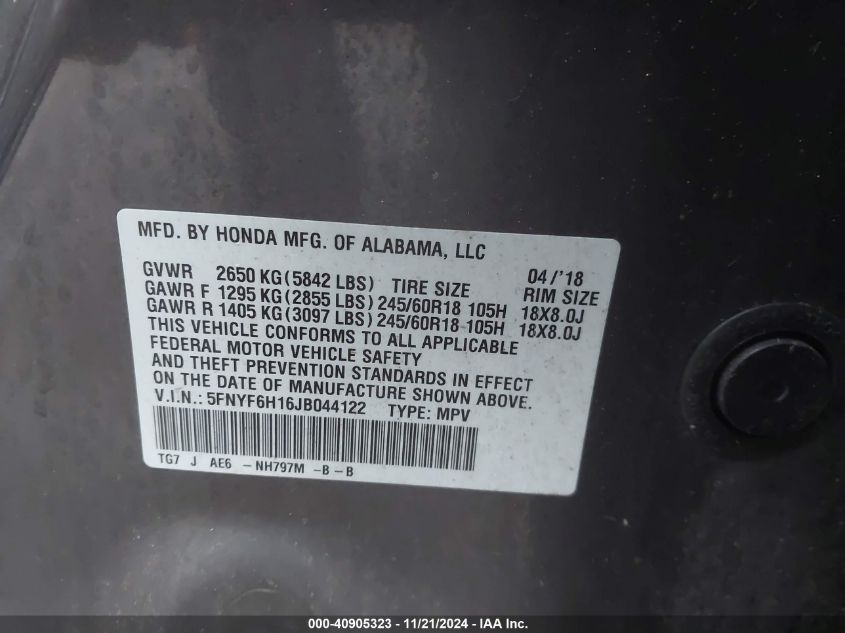 MFD. BY HONDA MFG. OF ALABAMA, LLC
GVWR 2650 KG(5842 LBS) TIRE SIZE 04/'18 RIM SIZE
GAWR F 1295 KG(2855 LBS)245/60R18 105H 18X8.0J
GAWR R 1405 KG(3097 LBS)245/60R18 105H 18X8.0J
THIS VEHICLE CONFORMS TO ALL APPLICABLE
FEDERAL MOTOR VEHICLE SAFETY
AND THEFT PREVENTION STANDARDS IN EFFECT
ON THE DATE OF MANUFACTURE SHOWN ABOVE.
V.I.N.: 5FNYF6H16JB044122 TYPE: MPV
TG7 J AE6 -NH797M -B-B
000-40905323 - 11/21/2024 - IAA Inc.